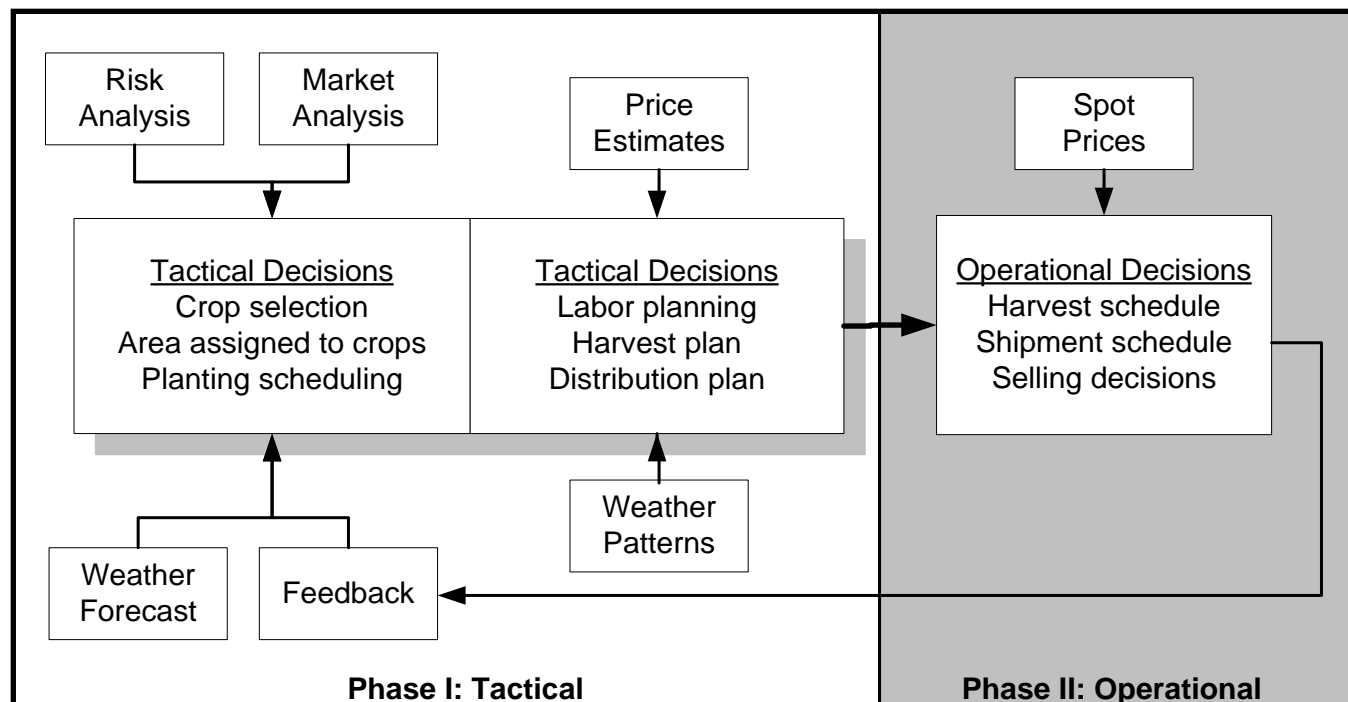 Risk
Analysis
Market
Analysis
Price
Estimates
Spot
Prices
Tactical Decisions
Crop selection
Area assigned to crops
Planting scheduling
Tactical Decisions
Labor planning
Harvest plan
Distribution plan
Operational Decisions
Harvest schedule
Shipment schedule
Selling decisions
Weather
Forecast
Feedback
Weather
Patterns
Phase I: Tactical
Phase II: Operational